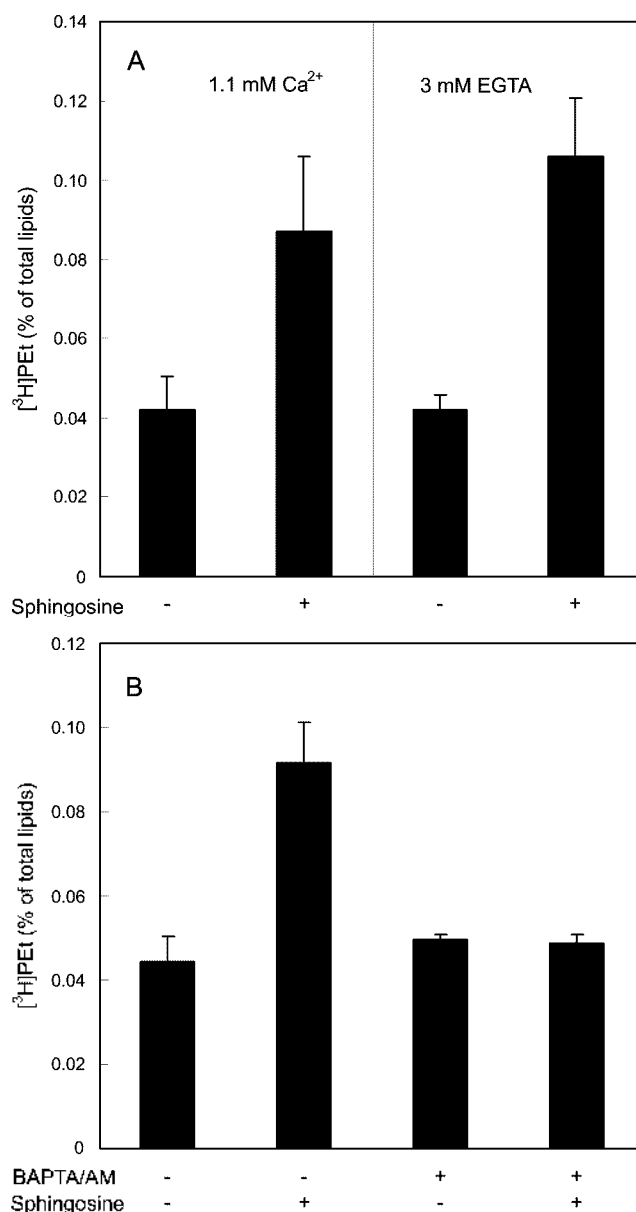 0.14
A
1.1 mM Ca²⁺ 3 mM EGTA
0.12
0.10
0.08
0.06
0.04
0.02
0
[³H]PEt (% of total lipids)
Sphingosine - + - +
0.12
B
0.10
0.08
0.06
0.04
0.02
0
[³H]PEt (% of total lipids)
BAPTA/AM - - + +
Sphingosine - + - +